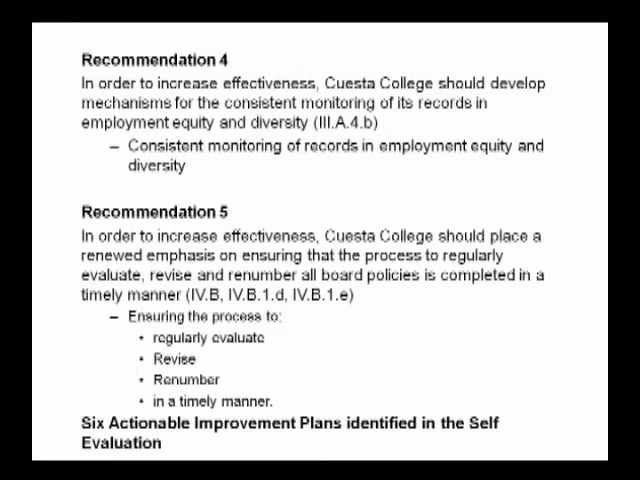 Recommendation 4
In order to increase effectiveness, Cuesta College should develop
mechanisms for the consistent monitoring of its records in
employment equity and diversity (III.A.4.b)
– Consistent monitoring of records in employment equity and
diversity
Recommendation 5
In order to increase effectiveness, Cuesta College should place a
renewed emphasis on ensuring that the process to regularly
evaluate, revise and renumber all board policies is completed in a
timely manner (IV.B, IV.B.1.d, IV.B.1.e)
– Ensuring the process to:
• regularly evaluate
• Revise
• Renumber
• in a timely manner.
Six Actionable Improvement Plans identified in the Self
Evaluation